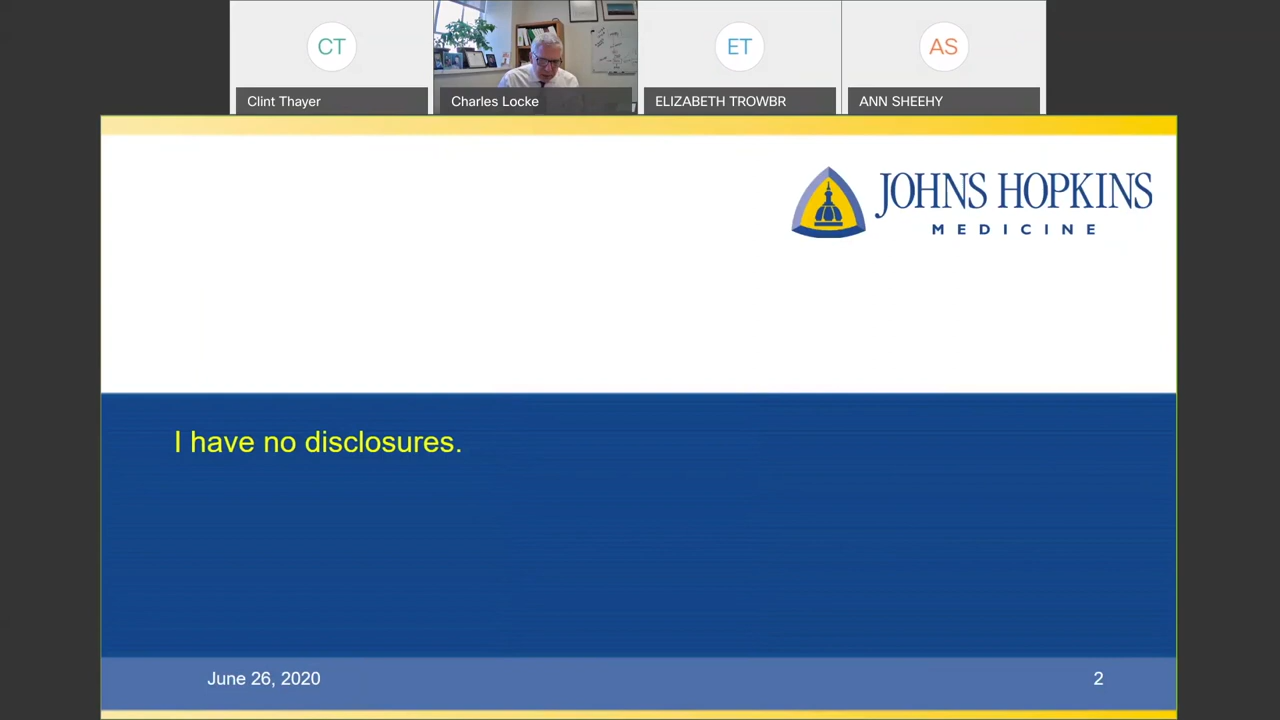 CT
ET
AS
Clint Thayer
Charles Locke
ELIZABETH TROWBR
ANN SHEEHY
JOHNS HOPKINS
MEDICINE
I have no disclosures.
June 26, 2020
2